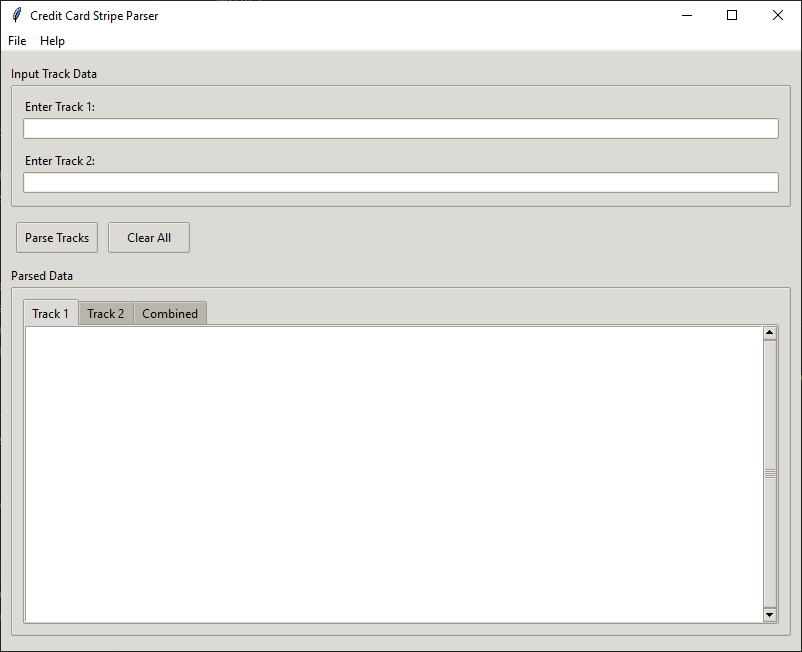 Credit Card Stripe Parser
File Help
Input Track Data
Enter Track 1:
Enter Track 2:
Parse Tracks Clear All
Parsed Data
Track 1 Track 2 Combined